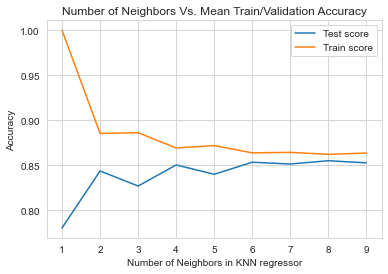 Number of Neighbors Vs. Mean Train/Validation Accuracy
Test score
Train score
1.00
0.95
0.90
0.85
0.80
Accuracy
1 2 3 4 5 6 7 8 9
Number of Neighbors in KNN regressor